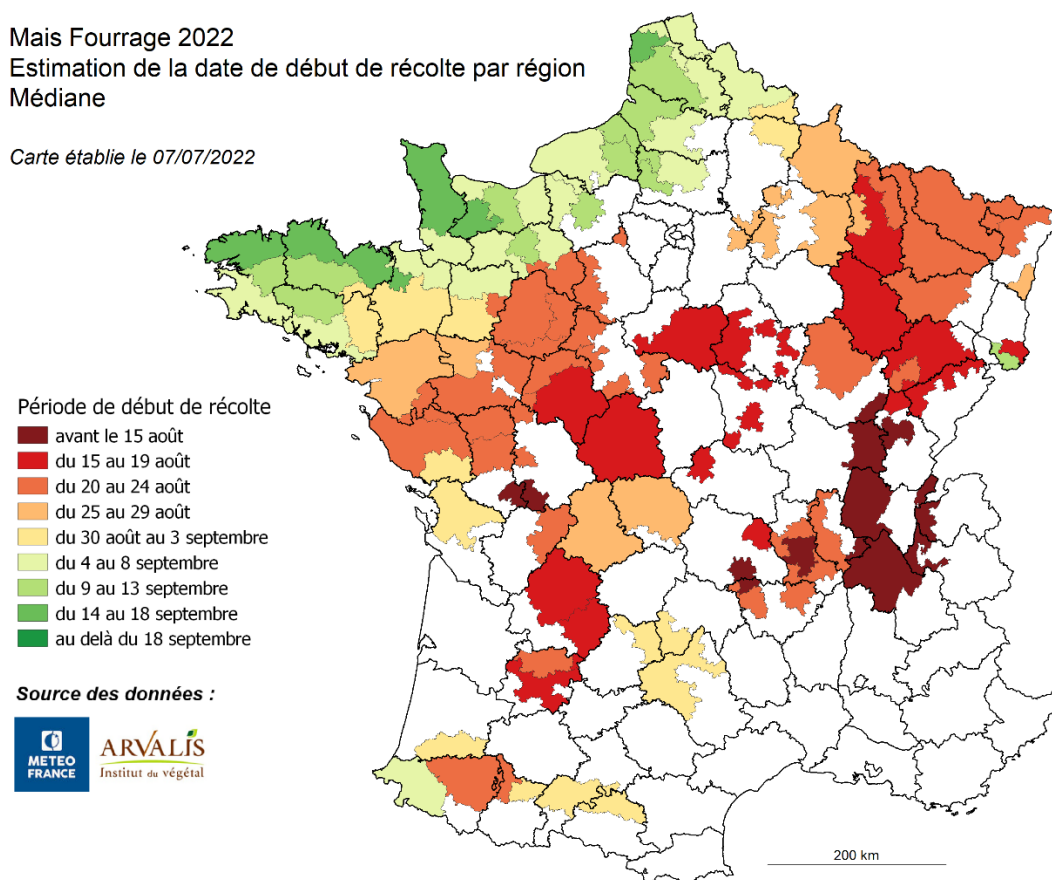 Mais Fourrage 2022
Estimation de la date de début de récolte par région
Médiane
Carte établie le 07/07/2022
Période de début de récolte
avant le 15 août
du 15 au 19 août
du 20 au 24 août
du 25 au 29 août
du 30 août au 3 septembre
du 4 au 8 septembre
du 9 au 13 septembre
du 14 au 18 septembre
au delà du 18 septembre
Source des données :
METEO
FRANCE
ARVALIS
Institut du végétal
200 km